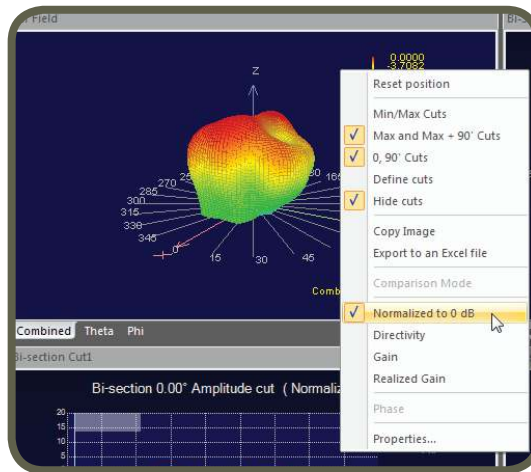 Field
Bi-s
0.0000
-3.7082
Z
Reset position
Min/Max Cuts
Max and Max + 90° Cuts
0, 90° Cuts
Define cuts
Hide cuts
Copy Image
Export to an Excel file
Comparison Mode
Normalized to 0 dB
Directivity
Gain
Realized Gain
Phase
Properties...
270
285
300
315
330
345
0
15
30
45
165
Comb
Combined Theta Phi
Bi-section Cut1
Bi-section 0.00° Amplitude cut ( Normaliz
20
15
10
5